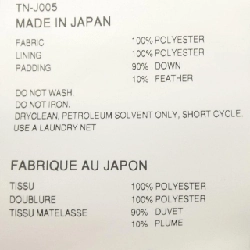 TN-J005
MADE IN JAPAN
FABRIC 100% POLYESTER
LINING 100% POLYESTER
PADDING 90% DOWN
10% FEATHER
DO NOT WASH
DO NOT IRON.
DRYCLEAN, PETROLEUM SOLVENT ONLY, SHORT CYCLE.
USE A LAUNDRY NET
FABRIQUE AU JAPON
TISSU 100% POLYESTER
DOUBLURE 100% POLYESTER
TISSU MATELASSE 90% DUVET
10% PLUME